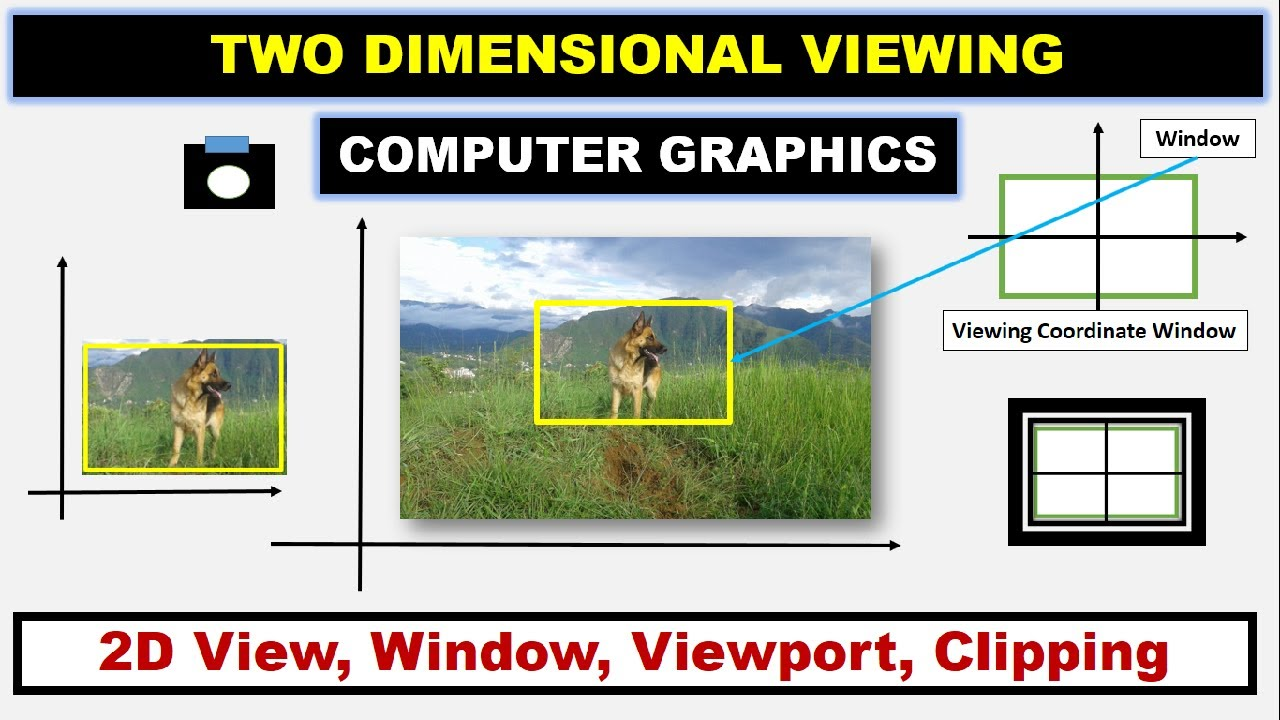 TWO DIMENSIONAL VIEWING
COMPUTER GRAPHICS
Window
Viewing Coordinate Window
2D View, Window, Viewport, Clipping